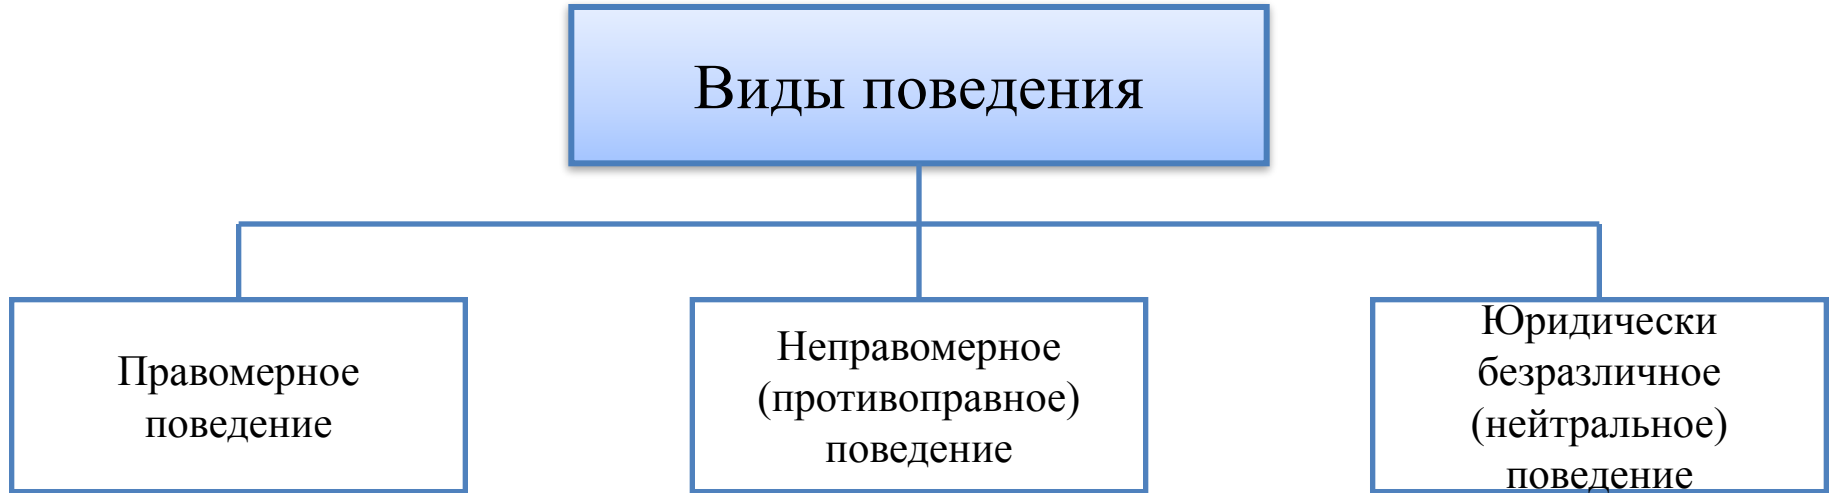 Виды поведения
Правомерное
поведение
Неправомерное
(противоправное)
поведение
Юридически
безразличное
(нейтральное)
поведение